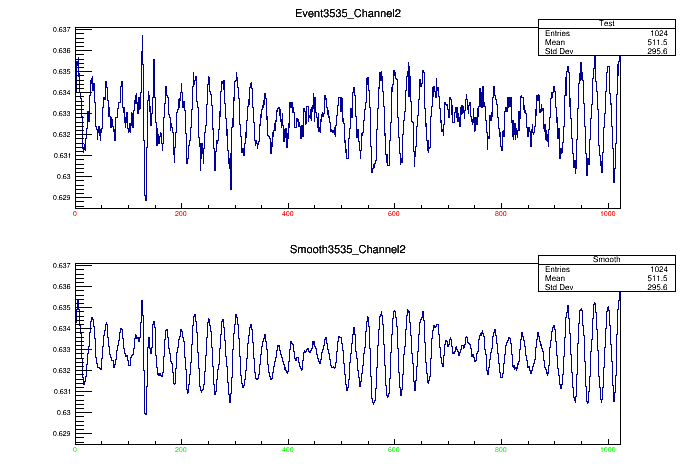 Event3535_Channel2
Test
Entries 1024
Mean 511.5
Std Dev 295.6
0.637
0.636
0.635
0.634
0.633
0.632
0.631
0.63
0.629
0 200 400 600 800 1000
Smooth3535_Channel2
Smooth
Entries 1024
Mean 511.5
Std Dev 295.6
0.637
0.636
0.635
0.634
0.633
0.632
0.631
0.63
0.629
0 200 400 600 800 1000